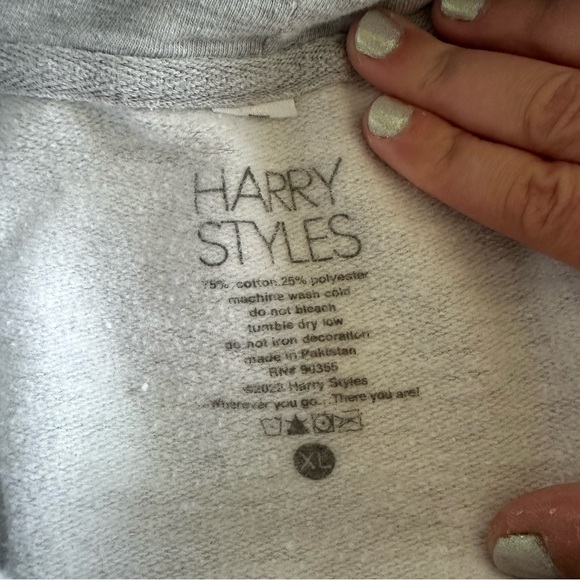 HARRY
STYLES
75% cotton 25% polyester
machine wash cold
do not bleach
tumble dry low
do not iron decoration
made in Pakistan
RN# 90355
©2022 Harry Styles
Wherever you go... There you are!
XL